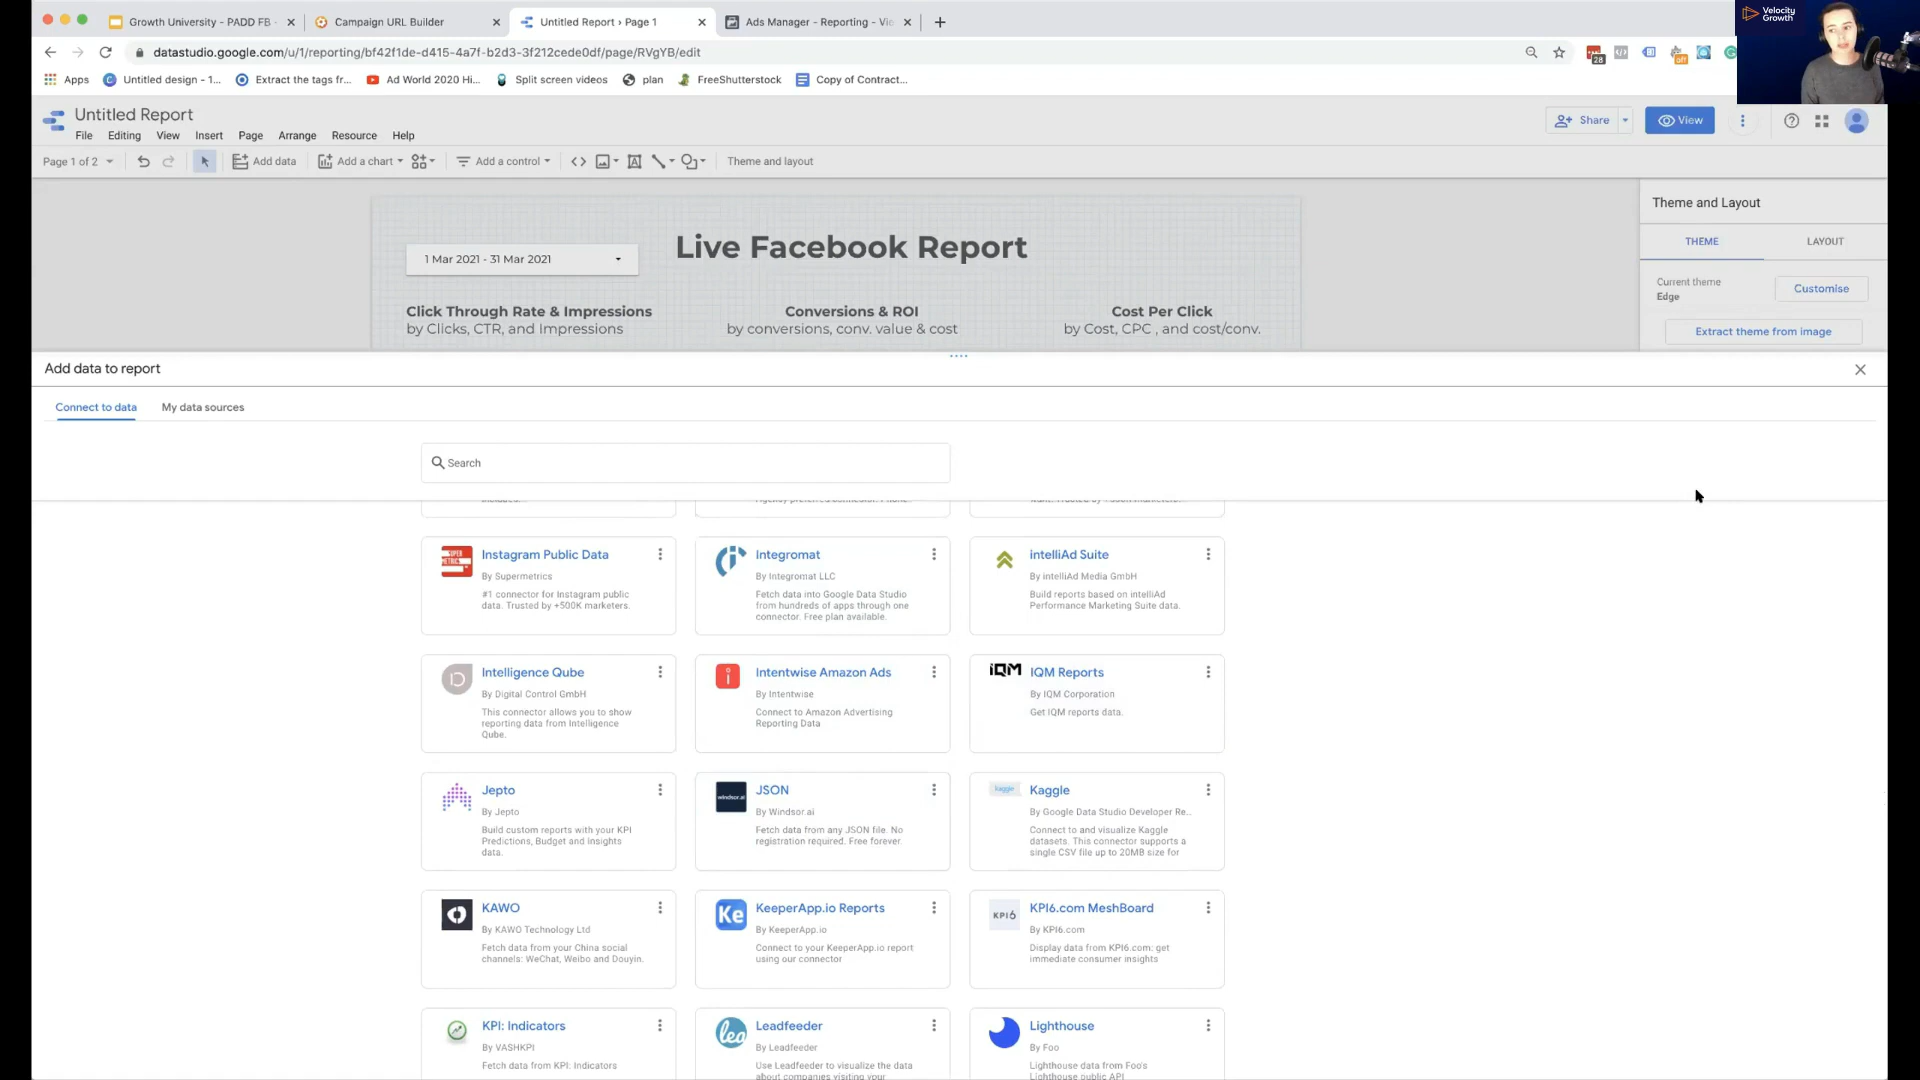 Growth University - PADD FB -
Campaign URL Builder
Untitled Report › Page 1
Ads Manager - Reporting - Vi
Velocity
Growth
datastudio.google.com/u/1/reporting/bf42f1de-d415-4a7f-b2d3-3f212cede0df/page/RVgYB/edit
28
off
Apps
Untitled design - 1...
Extract the tags fr...
Ad World 2020 Hi...
Split screen videos
plan
FreeShutterstock
Copy of Contract...
Untitled Report
File Editing View Insert Page Arrange Resource Help
Share
View
Page 1 of 2
Add data
Add a chart
Add a control
Theme and layout
Theme and Layout
THEME LAYOUT
Current theme
Edge
Customise
Extract theme from image
1 Mar 2021 - 31 Mar 2021
Live Facebook Report
Click Through Rate & Impressions
by Clicks, CTR, and Impressions
Conversions & ROI
by conversions, conv. value & cost
Cost Per Click
by Cost, CPC , and cost/conv.
Add data to report
Connect to data My data sources
Search
SUPER
METRICS
Instagram Public Data
By Supermetrics
#1 connector for Instagram public
data. Trusted by +500K marketers.
Integromat
By Integromat LLC
Fetch data into Google Data Studio
from hundreds of apps through one
connector. Free plan available.
intelliAd Suite
By intelliAd Media GmbH
Build reports based on intelliAd
Performance Marketing Suite data.
Intelligence Qube
By Digital Control GmbH
This connector allows you to show
reporting data from Intelligence
Qube.
Intentwise Amazon Ads
By Intentwise
Connect to Amazon Advertising
Reporting Data
iQM
IQM Reports
By IQM Corporation
Get IQM reports data.
Jepto
By Jepto
Build custom reports with your KPI
Predictions, Budget and insights
data.
windsor.ai
JSON
By Windsor.ai
Fetch data from any JSON file. No
registration required. Free forever.
kaggle
Kaggle
By Google Data Studio Developer Re..
Connect to and visualize Kaggle
datasets. This connector supports a
single CSV file up to 20MB size for
KAWO
By KAWO Technology Ltd
Fetch data from your China social
channels: WeChat, Weibo and Douyin.
Ke
KeeperApp.io Reports
By KeeperApp.io
Connect to your KeeperApp.io report
using our connector
KPI6
KPI6.com MeshBoard
By KPI6.com
Display data from KPI6.com: get
immediate consumer insights
KPI: Indicators
By VASHKPI
Fetch data from KPI: Indicators
lea
Leadfeeder
By Leadfeeder
Use Leadfeeder to visualize the data
about companies visiting your
Lighthouse
By Foo
Lighthouse data from Foo's
Lighthouse public API